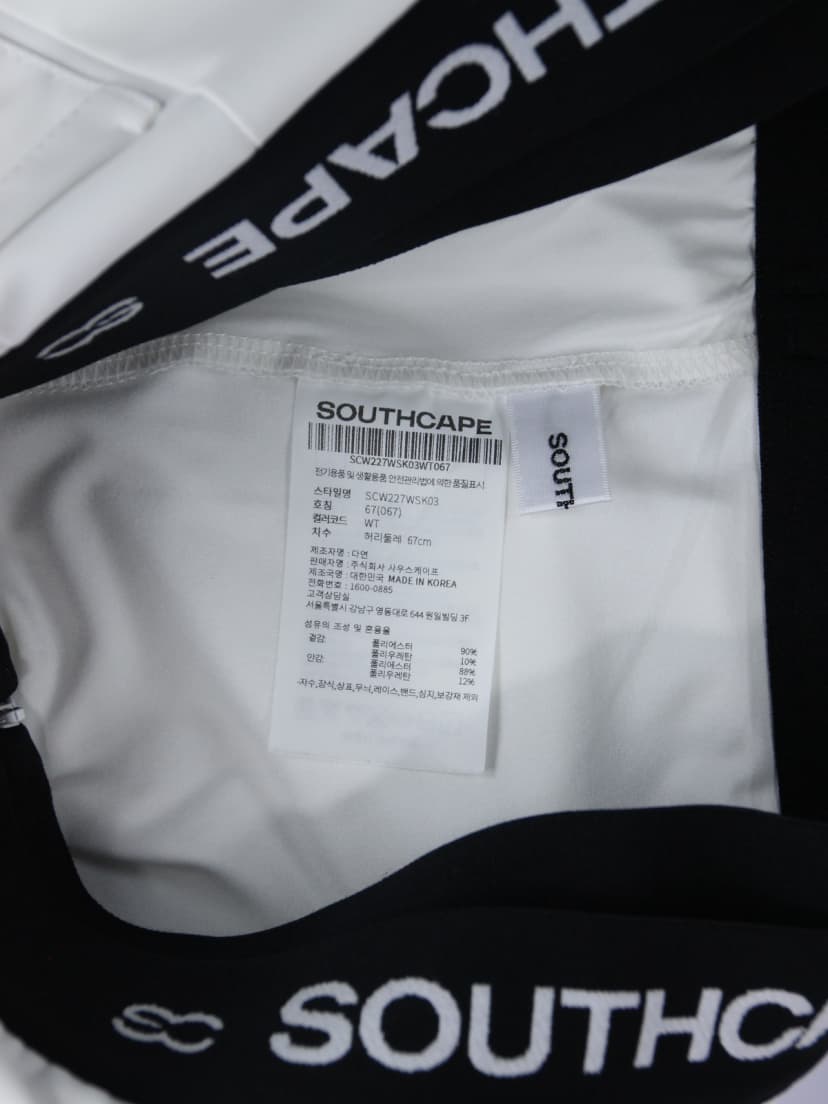 THCAPE
SC
SOUTHCAPE
SCW227WSK03WT067
전기용품 및 생활용품 안전관리법에 의한 품질표시
스타일명 SCW227WSK03
호칭 67(067)
컬러코드 WT
치수 허리둘레 67cm
제조자명 : 다연
판매자명 : 주식회사 사우스케이프
제조국명 : 대한민국 MADE IN KOREA
전화번호 : 1600-0885
고객상담실
서울특별시 강남구 영동대로 644 원일빌딩 3F
섬유의 조성 및 혼용율
겉감: 폴리에스터 90%
폴리우레탄 10%
안감: 폴리에스터 88%
폴리우레탄 12%
-자수,장식,상표,무늬,레이스,밴드,심지,보강재 제외
SOUT
SC SOUTHCA